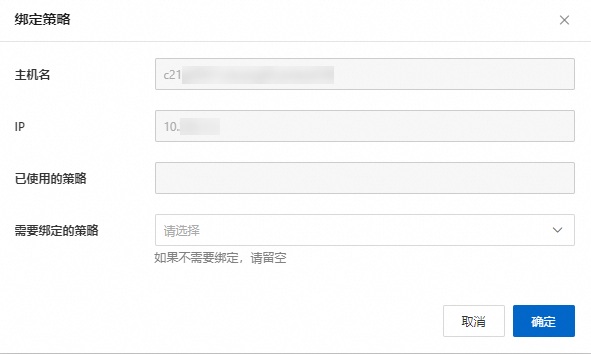 绑定策略
主机名
c21
IP
10.
已使用的策略
需要绑定的策略
请选择
如果不需要绑定，请留空
取消
确定